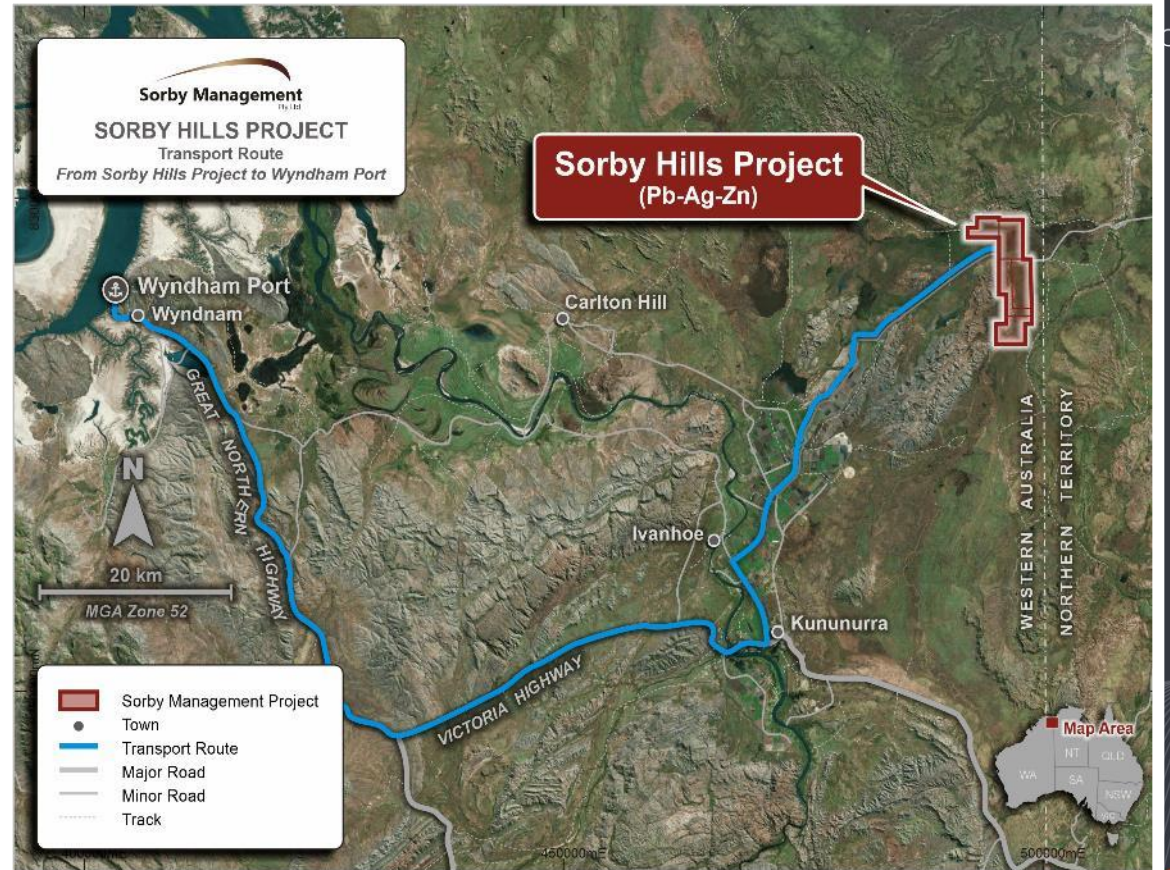 Sorby Management
Pty Ltd
SORBY HILLS PROJECT
Transport Route
From Sorby Hills Project to Wyndham Port
Sorby Hills Project
(Pb-Ag-Zn)
Wyndham Port
Wyndnam
Carlton Hill
GREAT NORTHERN HIGHWAY
N
20 km
MGA Zone 52
Ivanhoe
Kununurra
VICTORIA HIGHWAY
WESTERN AUSTRALIA
NORTHERN TERRITORY
Sorby Management Project
Town
Transport Route
Major Road
Minor Road
Track
Map Area
WA
NT
QLD
SA
NSW
450000mE
500000mE